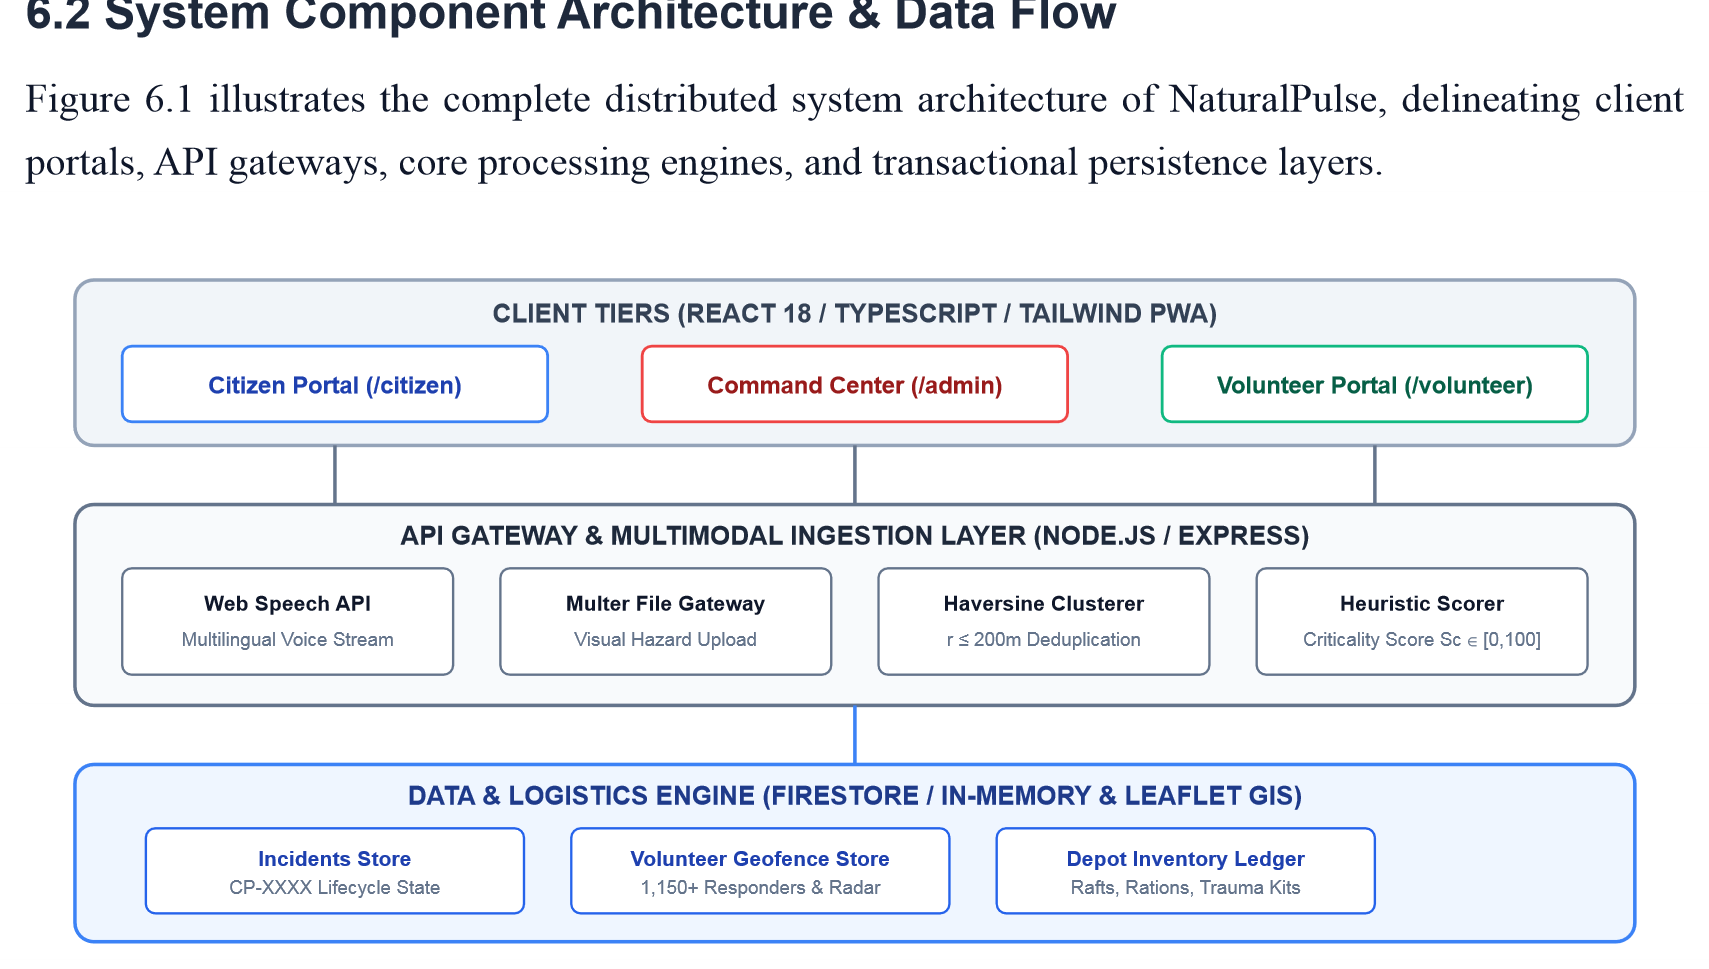 6.2 System Component Architecture & Data Flow
Figure 6.1 illustrates the complete distributed system architecture of NaturalPulse, delineating client
portals, API gateways, core processing engines, and transactional persistence layers.
CLIENT TIERS (REACT 18 / TYPESCRIPT / TAILWIND PWA)
Citizen Portal (/citizen)
Command Center (/admin)
Volunteer Portal (/volunteer)
API GATEWAY & MULTIMODAL INGESTION LAYER (NODE.JS / EXPRESS)
Web Speech API
Multilingual Voice Stream
Multer File Gateway
Visual Hazard Upload
Haversine Clusterer
r ≤ 200m Deduplication
Heuristic Scorer
Criticality Score Sc ∈ [0,100]
DATA & LOGISTICS ENGINE (FIRESTORE / IN-MEMORY & LEAFLET GIS)
Incidents Store
CP-XXXX Lifecycle State
Volunteer Geofence Store
1,150+ Responders & Radar
Depot Inventory Ledger
Rafts, Rations, Trauma Kits